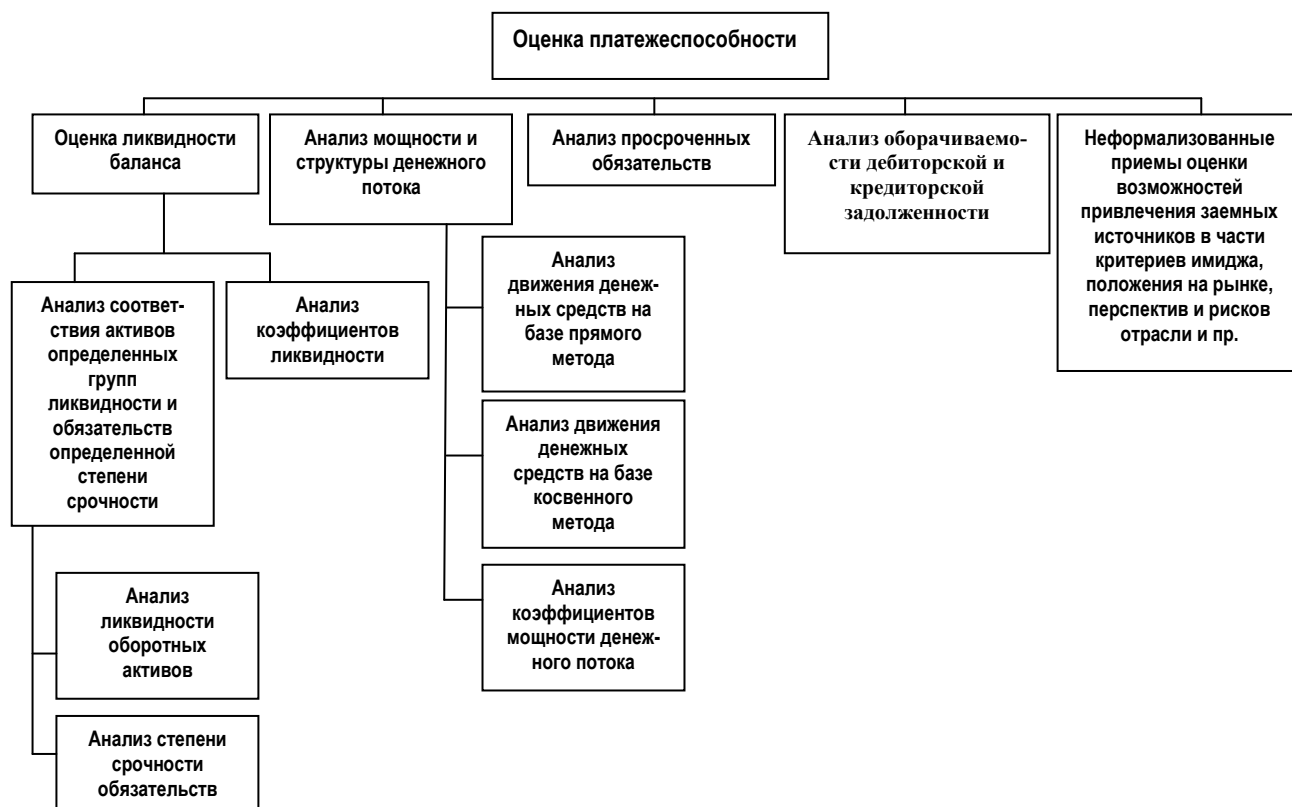 Оценка платежеспособности
Оценка ликвидности
баланса
Анализ мощности и
структуры денежного
потока
Анализ просроченных
обязательств
Анализ оборачиваемо-
сти дебиторской и
кредиторской
задолженности
Неформализованные
приемы оценки
возможностей
привлечения заемных
источников в части
критериев имиджа,
положения на рынке,
перспектив и рисков
отрасли и пр.
Анализ соответ-
ствия активов
определенных
групп
ликвидности и
обязательств
определенной
степени
срочности
Анализ
коэффициентов
ликвидности
Анализ
движения денеж-
ных средств на
базе прямого
метода
Анализ движения
денежных
средств на базе
косвенного
метода
Анализ
коэффициентов
мощности денеж-
ного потока
Анализ
ликвидности
оборотных
активов
Анализ степени
срочности
обязательств